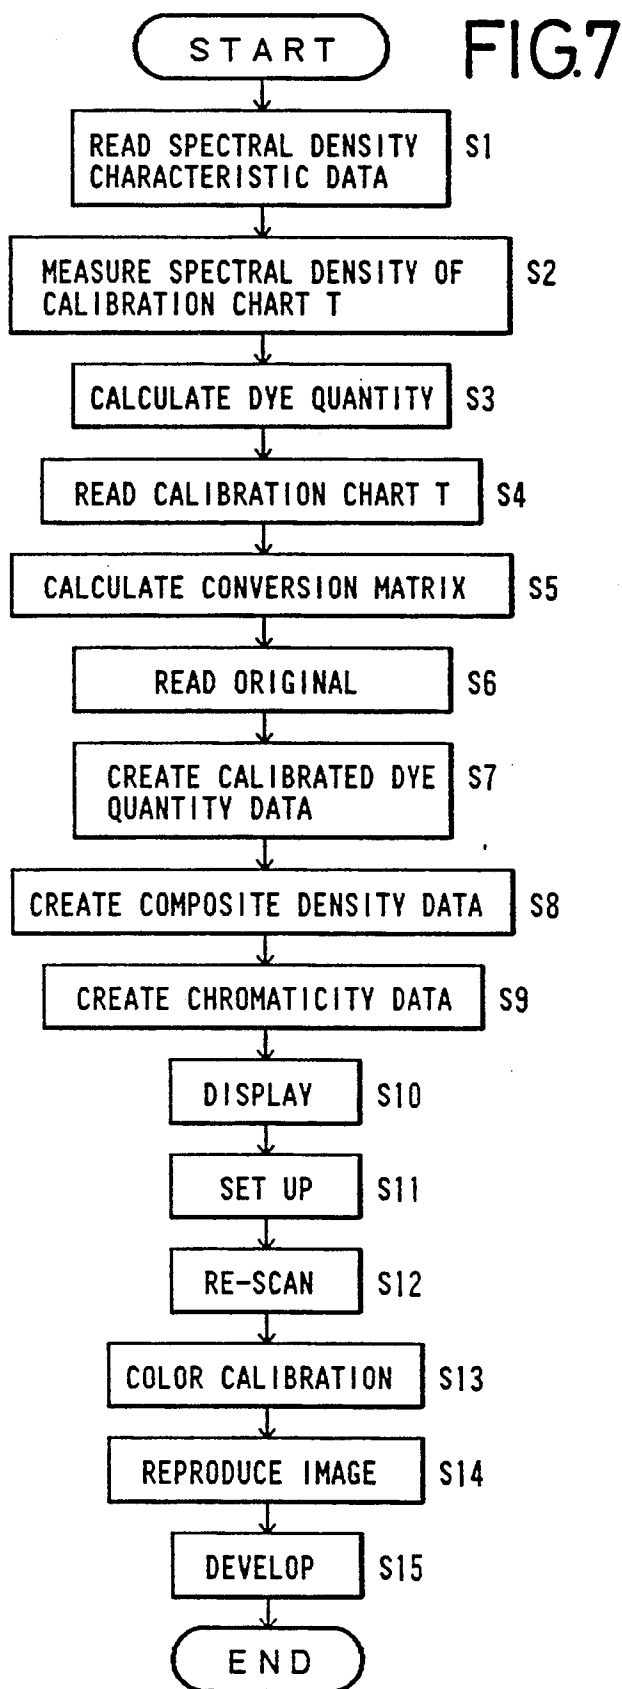 START
FIG.7
READ SPECTRAL DENSITY
CHARACTERISTIC DATA
S1
MEASURE SPECTRAL DENSITY OF
CALIBRATION CHART T
S2
CALCULATE DYE QUANTITY
S3
READ CALIBRATION CHART T
S4
CALCULATE CONVERSION MATRIX
S5
READ ORIGINAL
S6
CREATE CALIBRATED DYE
QUANTITY DATA
S7
CREATE COMPOSITE DENSITY DATA
S8
CREATE CHROMATICITY DATA
S9
DISPLAY
S10
SET UP
S11
RE-SCAN
S12
COLOR CALIBRATION
S13
REPRODUCE IMAGE
S14
DEVELOP
S15
END